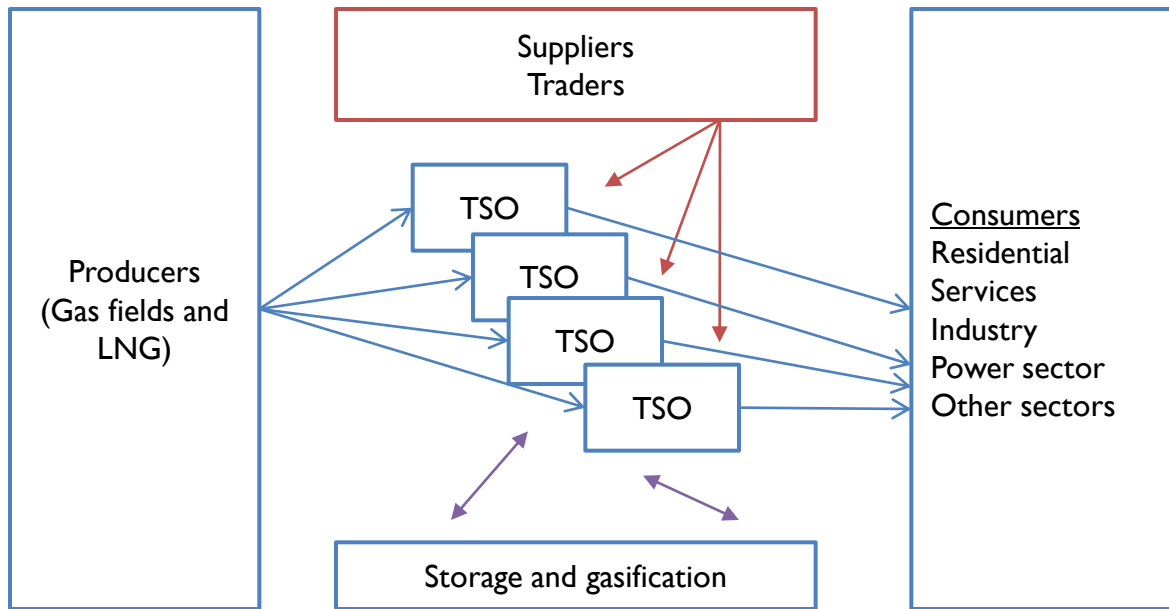 Suppliers
Traders
Producers
(Gas fields and
LNG)
TSO
TSO
TSO
TSO
Consumers
Residential
Services
Industry
Power sector
Other sectors
Storage and gasification